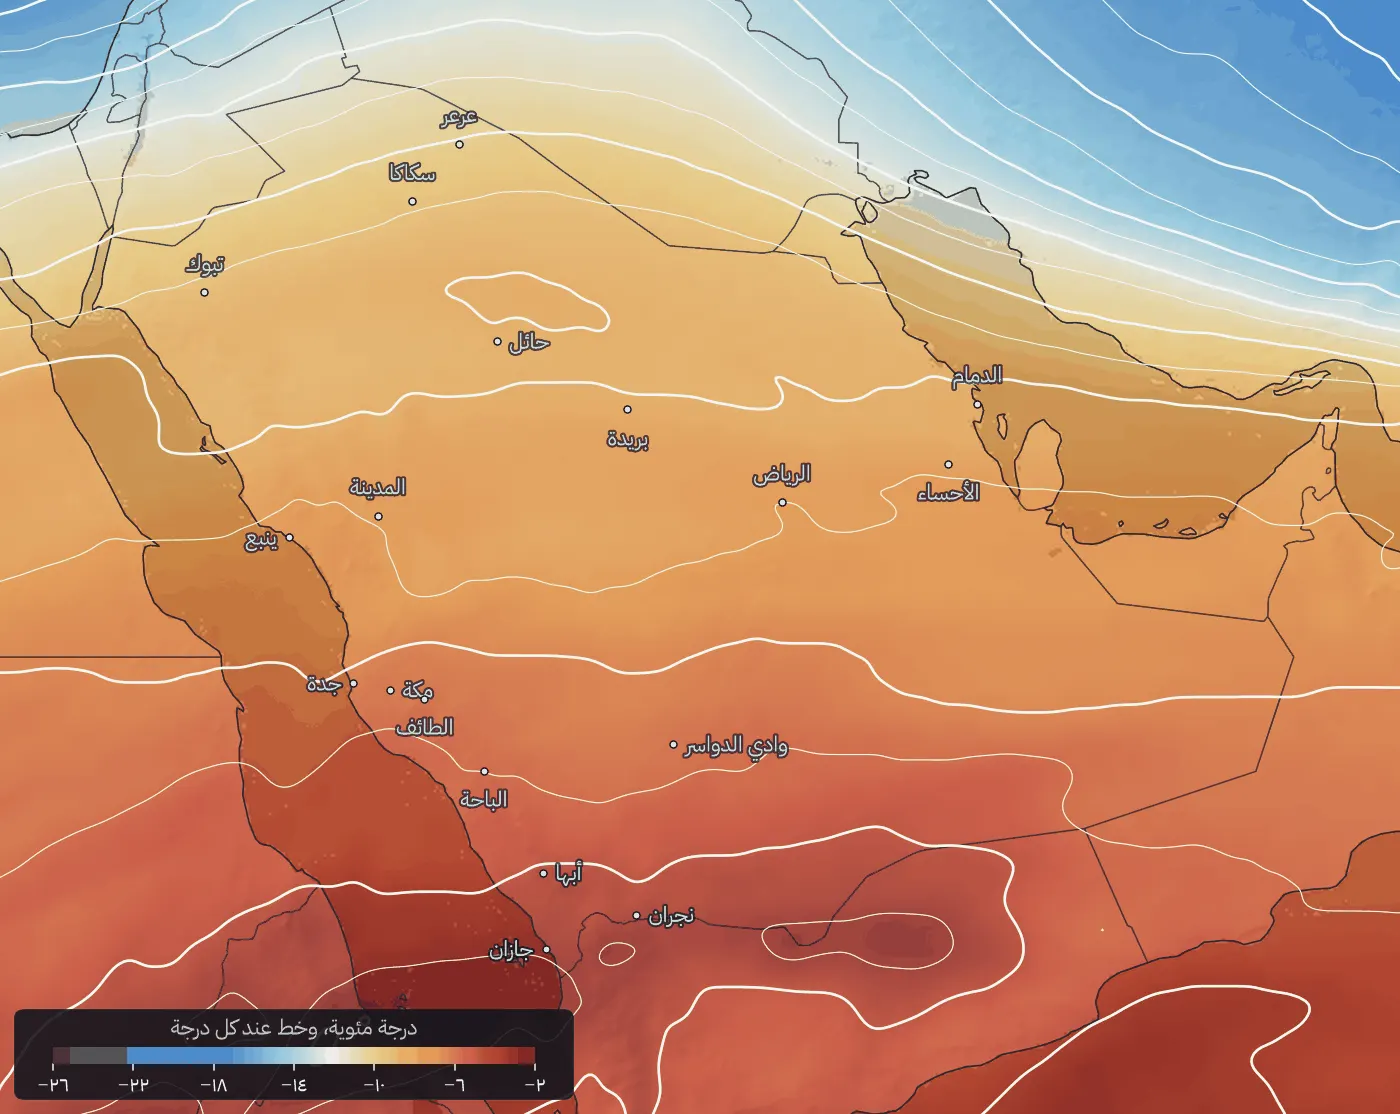 عرعر
سكاكا
تبوك
حائل
الدمام
بريدة
الرياض
المدينة
الأحساء
ينبع
جدة
مكة
الطائف
وادي الدواسر
الباحة
أبها
نجران
جازان
درجة مئوية، وخط عند كل درجة
−٢٦ −٢٢ −١٨ −١٤ −١٠ −٦ −٢